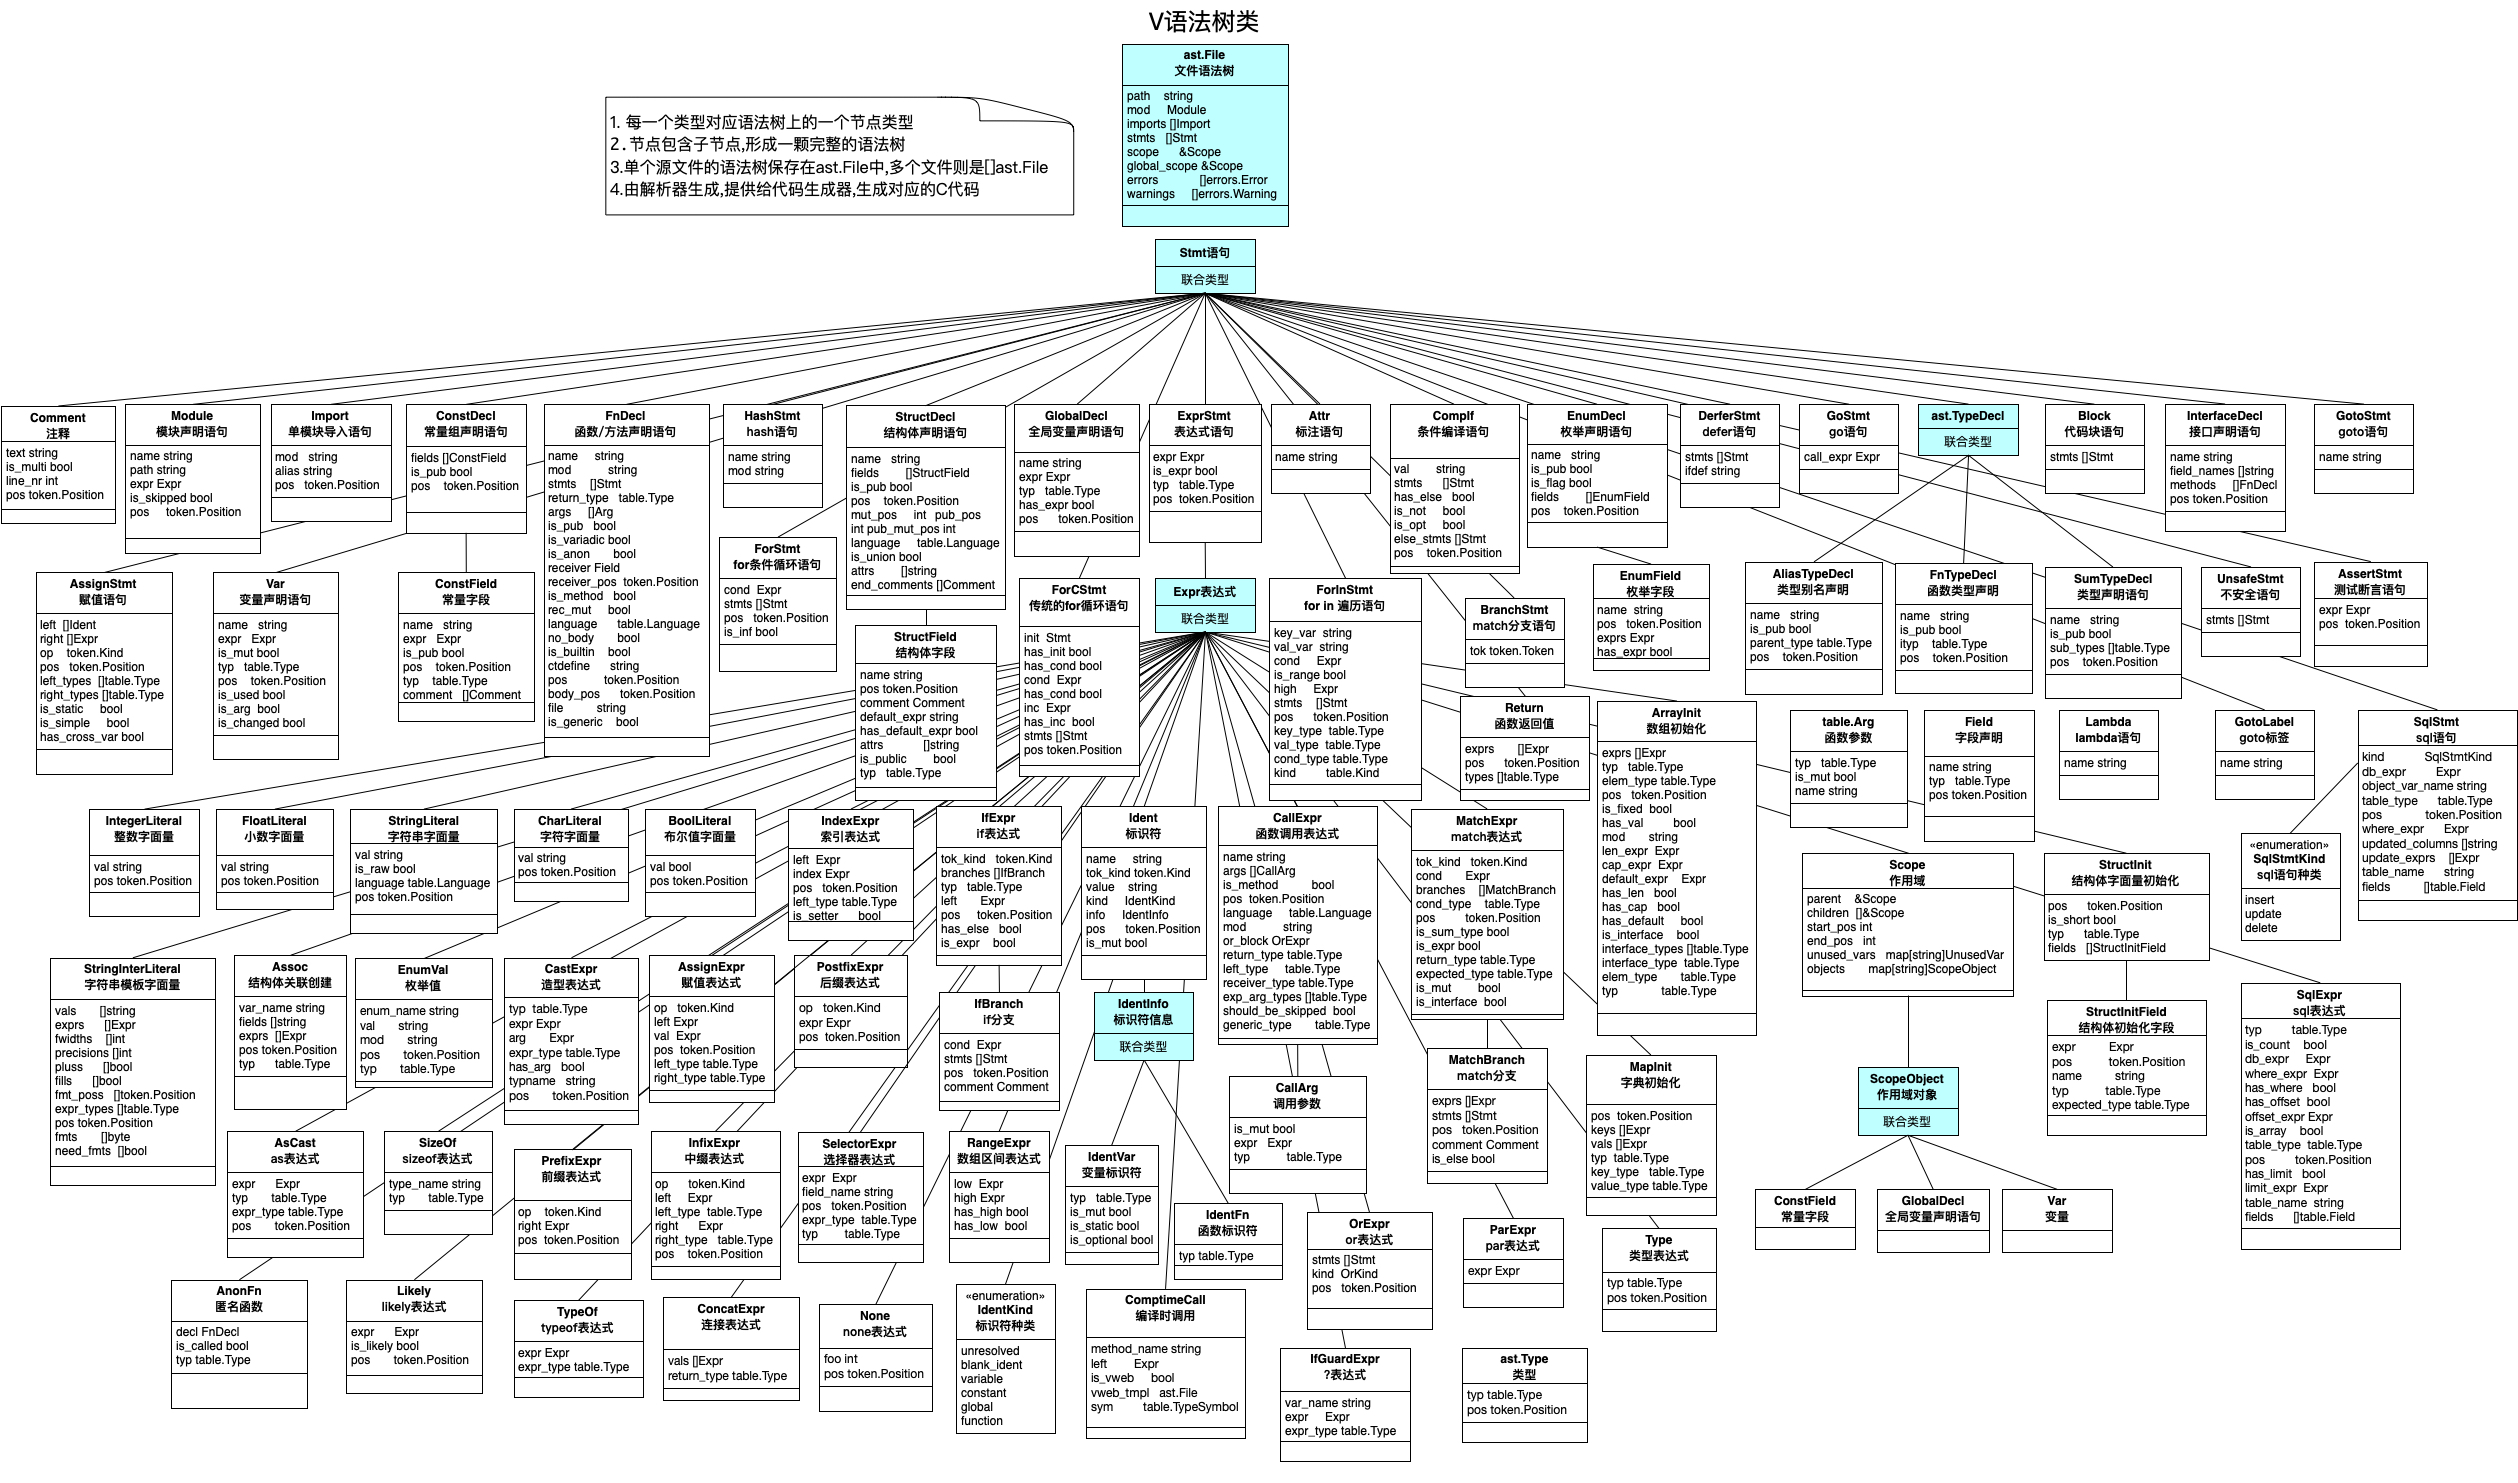 V语法树类
ast.File
文件语法树
path string
mod Module
imports []Import
stmts []Stmt
scope &Scope
global_scope &Scope
errors []errors.Error
warnings []errors.Warning
1. 每一个类型对应语法树上的一个节点类型
2. 节点包含子节点,形成一颗完整的语法树
3.单个源文件的语法树保存在ast.File中,多个文件则是[]ast.File
4.由解析器生成,提供给代码生成器,生成对应的C代码
Stmt语句
联合类型
Comment
注释
text string
is_multi bool
line_nr int
pos token.Position
Module
模块声明语句
name string
path string
expr Expr
is_skipped bool
pos token.Position
Import
单模块导入语句
mod string
alias string
pos token.Position
ConstDecl
常量组声明语句
fields []ConstField
is_pub bool
pos token.Position
FnDecl
函数/方法声明语句
name string
mod string
stmts []Stmt
return_type table.Type
args []Arg
is_pub bool
is_variadic bool
is_anon bool
receiver Field
receiver_pos token.Position
is_method bool
rec_mut bool
language table.Language
no_body bool
is_builtin bool
ctdefine string
pos token.Position
body_pos token.Position
file string
is_generic bool
HashStmt
hash语句
name string
mod string
StructDecl
结构体声明语句
name string
fields []StructField
is_pub bool
pos token.Position
mut_pos int pub_pos
int pub_mut_pos int
language table.Language
is_union bool
attrs []string
end_comments []Comment
GlobalDecl
全局变量声明语句
name string
expr Expr
typ table.Type
has_expr bool
pos token.Position
ExprStmt
表达式语句
expr Expr
is_expr bool
typ table.Type
pos token.Position
Attr
标注语句
name string
CompIf
条件编译语句
val string
stmts []Stmt
has_else bool
is_not bool
is_opt bool
else_stmts []Stmt
pos token.Position
EnumDecl
枚举声明语句
name string
is_pub bool
is_flag bool
fields []EnumField
pos token.Position
DerferStmt
defer语句
stmts []Stmt
ifdef string
GoStmt
go语句
call_expr Expr
ast.TypeDecl
联合类型
Block
代码块语句
stmts []Stmt
InterfaceDecl
接口声明语句
name string
field_names []string
methods []FnDecl
pos token.Position
GotoStmt
goto语句
name string
AssignStmt
赋值语句
left []Ident
right []Expr
op token.Kind
pos token.Position
left_types []table.Type
right_types []table.Type
is_static bool
is_simple bool
has_cross_var bool
Var
变量声明语句
name string
expr Expr
is_mut bool
typ table.Type
pos token.Position
is_used bool
is_arg bool
is_changed bool
ConstField
常量字段
name string
expr Expr
is_pub bool
pos token.Position
typ table.Type
comment []Comment
ForStmt
for条件循环语句
cond Expr
stmts []Stmt
pos token.Position
is_inf bool
StructField
结构体字段
name string
pos token.Position
comment Comment
default_expr string
has_default_expr bool
attrs []string
is_public bool
typ table.Type
ForCStmt
传统的for循环语句
init Stmt
has_init bool
has_cond bool
cond Expr
has_cond bool
inc Expr
has_inc bool
stmts []Stmt
pos token.Position
Expr表达式
联合类型
ForInStmt
for in 遍历语句
key_var string
val_var string
cond Expr
is_range bool
high Expr
stmts []Stmt
pos token.Position
key_type table.Type
val_type table.Type
cond_type table.Type
kind table.Kind
BranchStmt
match分支语句
tok token.Token
EnumField
枚举字段
name string
pos token.Position
exprs Expr
has_expr bool
AliasTypeDecl
类型别名声明
name string
is_pub bool
parent_type table.Type
pos token.Position
FnTypeDecl
函数类型声明
name string
is_pub bool
ityp table.Type
pos token.Position
SumTypeDecl
类型声明语句
name string
is_pub bool
sub_types []table.Type
pos token.Position
UnsafeStmt
不安全语句
stmts []Stmt
AssertStmt
测试断言语句
expr Expr
pos token.Position
Return
函数返回值
exprs []Expr
pos token.Position
types []table.Type
ArrayInit
数组初始化
exprs []Expr
typ table.Type
elem_type table.Type
pos token.Position
is_fixed bool
has_val bool
mod string
len_expr Expr
cap_expr Expr
default_expr Expr
has_len bool
has_cap bool
has_default bool
is_interface bool
interface_types []table.Type
interface_type table.Type
elem_type table.Type
typ table.Type
table.Arg
函数参数
typ table.Type
is_mut bool
name string
Field
字段声明
name string
typ table.Type
pos token.Position
Lambda
lambda语句
name string
GotoLabel
goto标签
name string
SqlStmt
sql语句
kind SqlStmtKind
db_expr Expr
object_var_name string
table_type table.Type
pos token.Position
where_expr Expr
updated_columns []string
update_exprs []Expr
table_name string
fields []table.Field
IntegerLiteral
整数字面量
val string
pos token.Position
FloatLiteral
小数字面量
val string
pos token.Position
StringLiteral
字符串字面量
val string
is_raw bool
language table.Language
pos token.Position
CharLiteral
字符字面量
val string
pos token.Position
BoolLiteral
布尔值字面量
val bool
pos token.Position
IndexExpr
索引表达式
left Expr
index Expr
pos token.Position
left_type table.Type
is_setter bool
IfExpr
if表达式
tok_kind token.Kind
branches []IfBranch
typ table.Type
left Expr
pos token.Position
has_else bool
is_expr bool
Ident
标识符
name string
tok_kind token.Kind
value string
kind IdentKind
info IdentInfo
pos token.Position
is_mut bool
CallExpr
函数调用表达式
name string
args []CallArg
is_method bool
pos token.Position
language table.Language
mod string
or_block OrExpr
return_type table.Type
left_type table.Type
receiver_type table.Type
exp_arg_types []table.Type
should_be_skipped bool
generic_type table.Type
MatchExpr
match表达式
tok_kind token.Kind
cond Expr
branches []MatchBranch
cond_type table.Type
pos token.Position
is_sum_type bool
is_expr bool
return_type table.Type
expected_type table.Type
is_mut bool
is_interface bool
Scope
作用域
parent &Scope
children []&Scope
start_pos int
end_pos int
unused_vars map[string]UnusedVar
objects map[string]ScopeObject
StructInit
结构体字面量初始化
pos token.Position
is_short bool
typ table.Type
fields []StructInitField
«enumeration»
SqlStmtKind
sql语句种类
insert
update
delete
StringInterLiteral
字符串模板字面量
vals []string
exprs []Expr
fwidths []int
precisions []int
pluss []bool
fills []bool
fmt_poss []token.Position
expr_types []table.Type
pos token.Position
fmts []byte
need_fmts []bool
Assoc
结构体关联创建
var_name string
fields []string
exprs []Expr
pos token.Position
typ table.Type
EnumVal
枚举值
enum_name string
val string
mod string
pos token.Position
typ table.Type
CastExpr
造型表达式
typ table.Type
expr Expr
arg Expr
expr_type table.Type
has_arg bool
typname string
pos token.Position
AssignExpr
赋值表达式
op token.Kind
left Expr
val Expr
pos token.Position
left_type table.Type
right_type table.Type
PostfixExpr
后缀表达式
op token.Kind
expr Expr
pos token.Position
IfBranch
if分支
cond Expr
stmts []Stmt
pos token.Position
comment Comment
IdentInfo
标识符信息
联合类型
StructInitField
结构体初始化字段
expr Expr
pos token.Position
name string
typ table.Type
expected_type table.Type
SqlExpr
sql表达式
typ table.Type
is_count bool
db_expr Expr
where_expr Expr
has_where bool
has_offset bool
offset_expr Expr
is_array bool
table_type table.Type
pos token.Position
has_limit bool
limit_expr Expr
table_name string
fields []table.Field
CallArg
调用参数
is_mut bool
expr Expr
typ table.Type
MatchBranch
match分支
exprs []Expr
stmts []Stmt
pos token.Position
comment Comment
is_else bool
MapInit
字典初始化
pos token.Position
keys []Expr
vals []Expr
typ table.Type
key_type table.Type
value_type table.Type
ScopeObject
作用域对象
联合类型
AsCast
as表达式
expr Expr
typ table.Type
expr_type table.Type
pos token.Position
SizeOf
sizeof表达式
type_name string
typ table.Type
PrefixExpr
前缀表达式
op token.Kind
right Expr
pos token.Position
InfixExpr
中缀表达式
op token.Kind
left Expr
left_type table.Type
right Expr
right_type table.Type
pos token.Position
SelectorExpr
选择器表达式
expr Expr
field_name string
pos token.Position
expr_type table.Type
typ table.Type
RangeExpr
数组区间表达式
low Expr
high Expr
has_high bool
has_low bool
IdentVar
变量标识符
typ table.Type
is_mut bool
is_static bool
is_optional bool
IdentFn
函数标识符
typ table.Type
OrExpr
or表达式
stmts []Stmt
kind OrKind
pos token.Position
ParExpr
par表达式
expr Expr
Type
类型表达式
typ table.Type
pos token.Position
ConstField
常量字段
GlobalDecl
全局变量声明语句
Var
变量
AnonFn
匿名函数
decl FnDecl
is_called bool
typ table.Type
Likely
likely表达式
expr Expr
is_likely bool
pos token.Position
TypeOf
typeof表达式
expr Expr
expr_type table.Type
ConcatExpr
连接表达式
vals []Expr
return_type table.Type
None
none表达式
foo int
pos token.Position
«enumeration»
IdentKind
标识符种类
unresolved
blank_ident
variable
constant
global
function
ComptimeCall
编译时调用
method_name string
left Expr
is_vweb bool
vweb_tmpl ast.File
sym table.TypeSymbol
IfGuardExpr
?表达式
var_name string
expr Expr
expr_type table.Type
ast.Type
类型
typ table.Type
pos token.Position